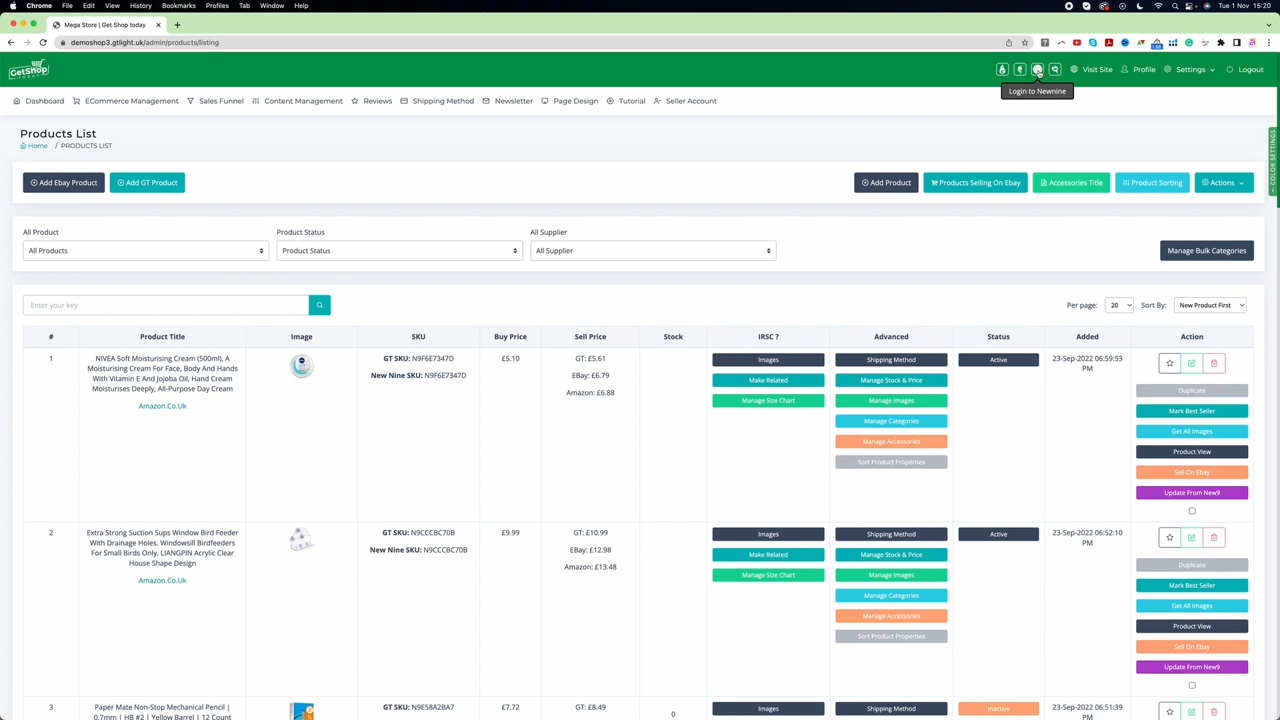 Chrome File Edit View History Bookmarks Profiles Tab Window Help Tue 1 Nov 15:20
Mega Store | Get Shop today
demoshop3.gtlight.uk/admin/products/listing
GetShop Visit Site Profile Settings Logout
Login to Newnine
Dashboard ECommerce Management Sales Funnel Content Management Reviews Shipping Method Newsletter Page Design Tutorial Seller Account
Products List
Home / PRODUCTS LIST
< COLOR SETTINGS
Add Ebay Product Add GT Product Add Product Products Selling On Ebay Accessories Title Product Sorting Actions
All Product Product Status All Supplier
All Products Product Status All Supplier Manage Bulk Categories
Enter your key Per page: 20 Sort By: New Product First
# Product Title Image SKU Buy Price Sell Price Stock IRSC ? Advanced Status Added Action
1 NIVEA Soft Moisturising Cream (500ml), A GT SKU: N9F6E7347D £5.10 GT: £5.61 Images Shipping Method Active 23-Sep-2022 06:59:53
Moisturising Cream For Face, Body And Hands PM
With Vitamin E And Jojoba Oil, Hand Cream New Nine SKU: N9F6E7347D EBay: £6.79 Make Related Manage Stock & Price
Moisturises Deeply, All-Purpose Day Cream Amazon: £6.88 Duplicate
Manage Size Chart Manage Images
Amazon.Co.Uk Mark Best Seller
Manage Categories
Get All Images
Manage Accessories
Product View
Sort Product Properties
Sell On Ebay
Update From New9
2 Extra Strong Suction Sups Window Bird Feeder GT SKU: N9CCCBC70B £9.99 GT: £10.99 Images Shipping Method Active 23-Sep-2022 06:52:10
With Drainage Holes. Windowsill Birdfeeders PM
For Small Birds Only. LIANGPIN Acrylic Clear New Nine SKU: N9CCCBC70B EBay: £12.98 Make Related Manage Stock & Price
House Shape Design Amazon: £13.48 Duplicate
Manage Size Chart Manage Images
Amazon.Co.Uk Mark Best Seller
Manage Categories
Get All Images
Manage Accessories
Product View
Sort Product Properties
Sell On Ebay
Update From New9
3 Paper Mate Non-Stop Mechanical Pencil | GT SKU: N9E58A2BA7 £7.72 GT: £8.49 0 Images Shipping Method Inactive 23-Sep-2022 06:51:39
0.7mm | HB #2 | Yellow Barrel | 12 Count PM